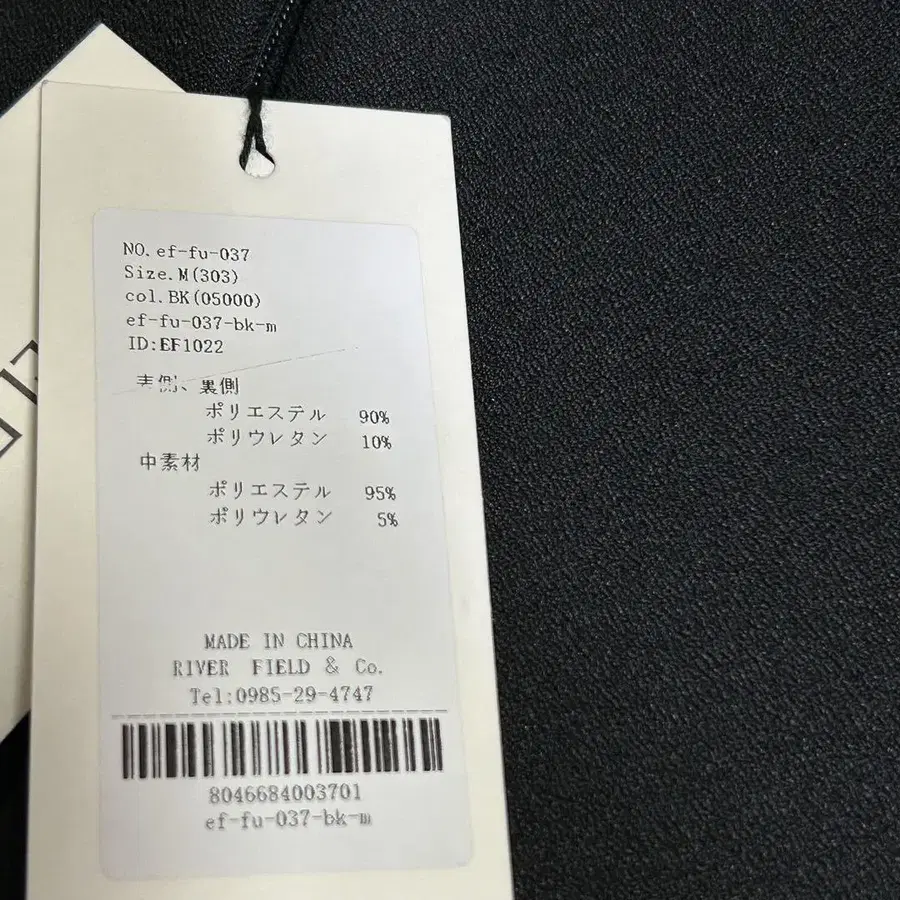 NO. ef-fu-037
Size. M(303)
col. BK(05000)
ef-fu-037-bk-m
ID:EF1022
表側、裏側
ポリエステル 90%
ポリウレタン 10%
中素材
ポリエステル 95%
ポリウレタン 5%
MADE IN CHINA
RIVER FIELD & Co.
Tel:0985-29-4747
8046684003701
ef-fu-037-bk-m